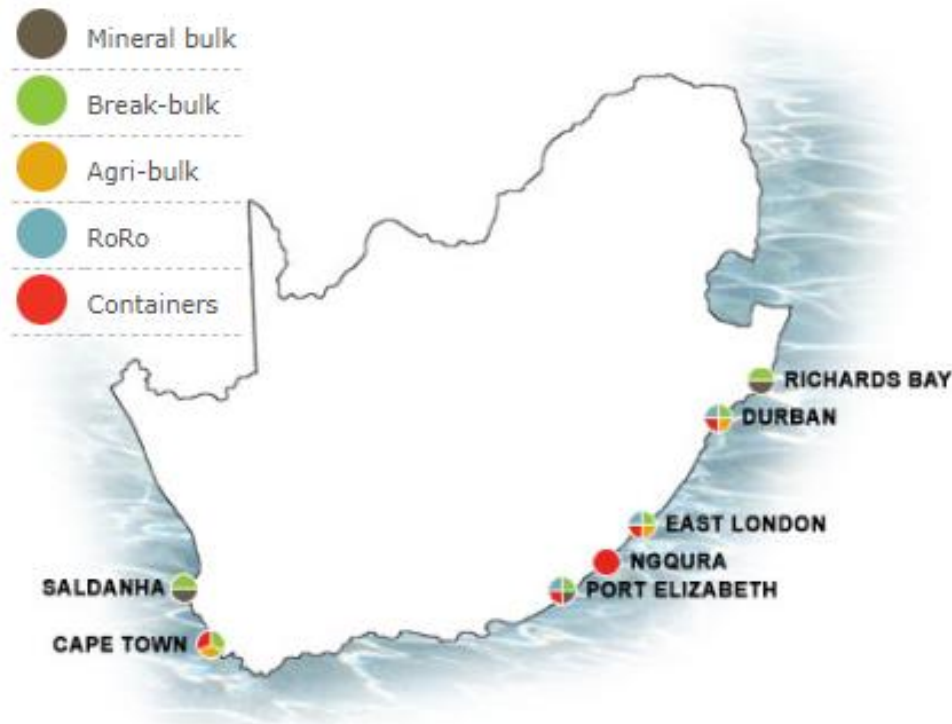 Mineral bulk
Break-bulk
Agri-bulk
RoRo
Containers
RICHARDS BAY
DURBAN
EAST LONDON
NGQURA
PORT ELIZABETH
SALDANHA
CAPE TOWN